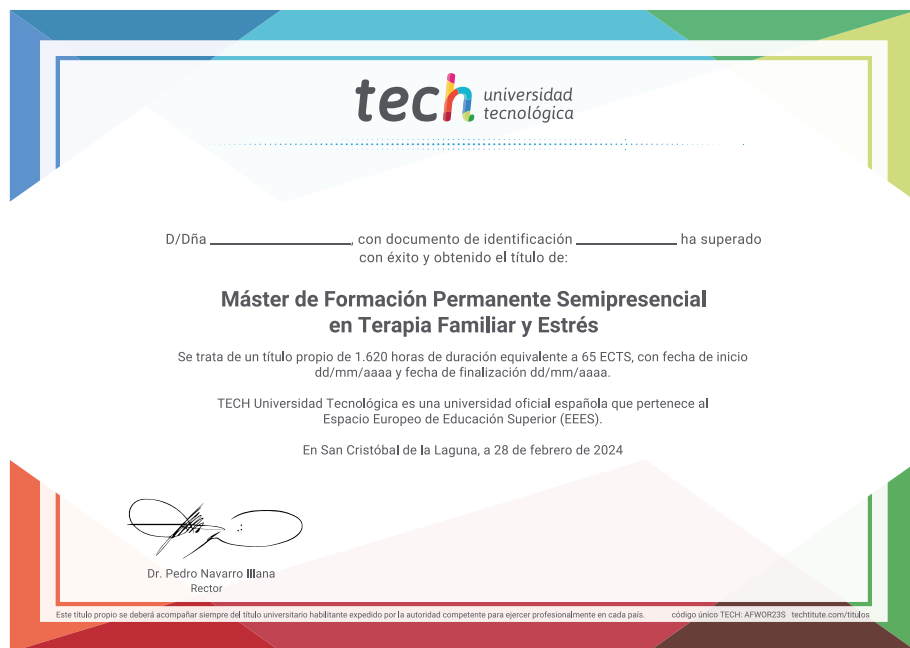 tech universidad
tecnológica
D/Dña ____________, con documento de identificación ____________ ha superado
con éxito y obtenido el título de:
Máster de Formación Permanente Semipresencial
en Terapia Familiar y Estrés
Se trata de un título propio de 1.620 horas de duración equivalente a 65 ECTS, con fecha de inicio
dd/mm/aaaa y fecha de finalización dd/mm/aaaa.
TECH Universidad Tecnológica es una universidad oficial española que pertenece al
Espacio Europeo de Educación Superior (EEES).
En San Cristóbal de la Laguna, a 28 de febrero de 2024
Dr. Pedro Navarro Illana
Rector
Este título propio se deberá acompañar siempre del título universitario habilitante expedido por la autoridad competente para ejercer profesionalmente en cada país. código único TECH: AFWOR23S techtitute.com/titulos